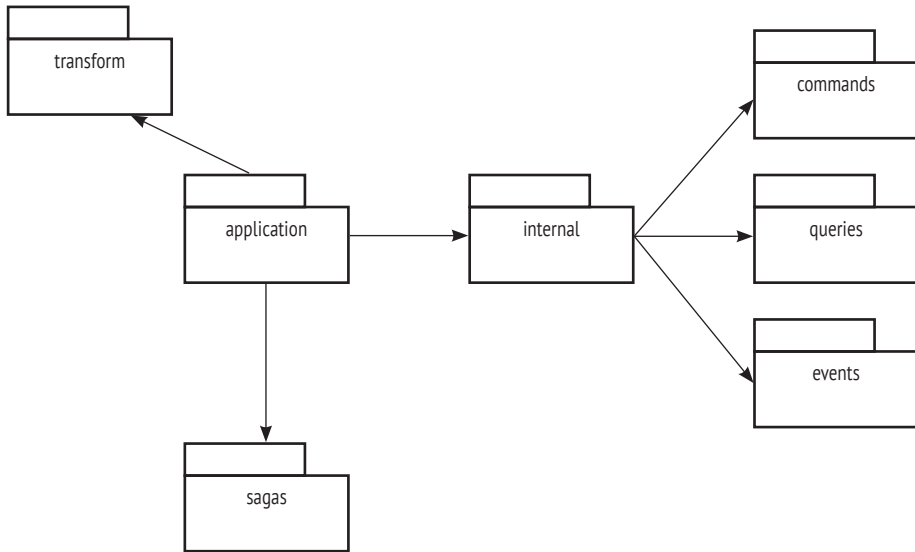 transform
commands
application
internal
queries
events
sagas